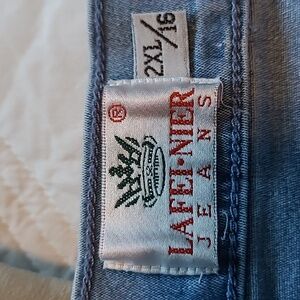 2XL/16
®
LAFEI·NIER
JEANS